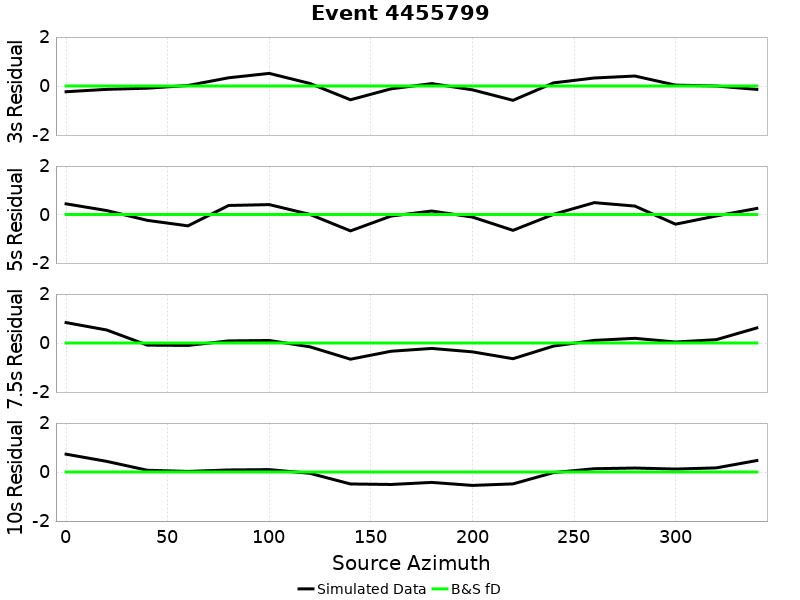 Event 4455799
3s Residual
2
0
-2
5s Residual
2
0
-2
7.5s Residual
2
0
-2
10s Residual
2
0
-2
0 50 100 150 200 250 300
Source Azimuth
Simulated Data B&S fD